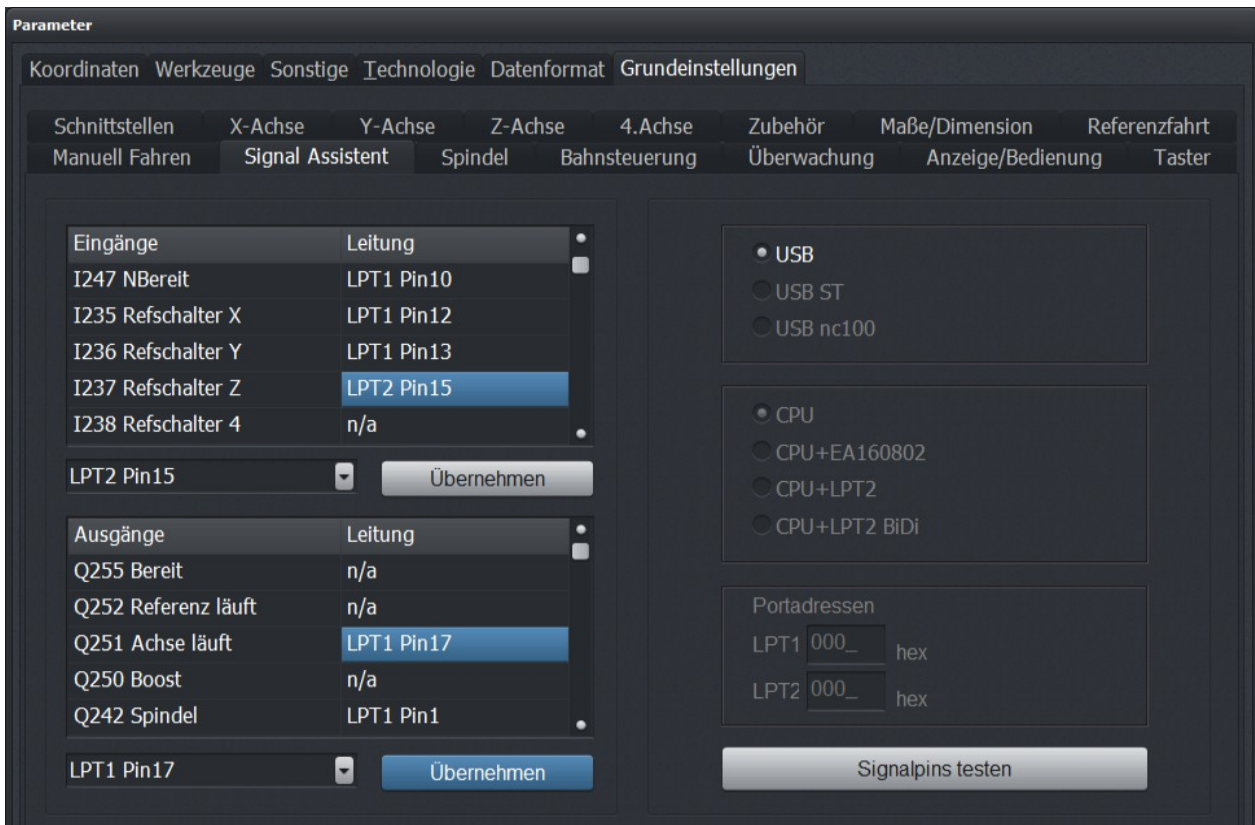 Parameter
Koordinaten Werkzeuge Sonstige Technologie Datenformat Grundeinstellungen
Schnittstellen X-Achse Y-Achse Z-Achse 4.Achse Zubehör Maße/Dimension Referenzfahrt
Manuell Fahren Signal Assistent Spindel Bahnsteuerung Überwachung Anzeige/Bedienung Taster
Eingänge Leitung
I247 NBereit LPT1 Pin10
I235 Refschalter X LPT1 Pin12
I236 Refschalter Y LPT1 Pin13
I237 Refschalter Z LPT2 Pin15
I238 Refschalter 4 n/a
LPT2 Pin15 Übernehmen
Ausgänge Leitung
Q255 Bereit n/a
Q252 Referenz läuft n/a
Q251 Achse läuft LPT1 Pin17
Q250 Boost n/a
Q242 Spindel LPT1 Pin1
LPT1 Pin17 Übernehmen
USB
USB ST
USB nc100
CPU
CPU+EA160802
CPU+LPT2
CPU+LPT2 BiDi
Portadressen
LPT1 000_ hex
LPT2 000_ hex
Signalpins testen